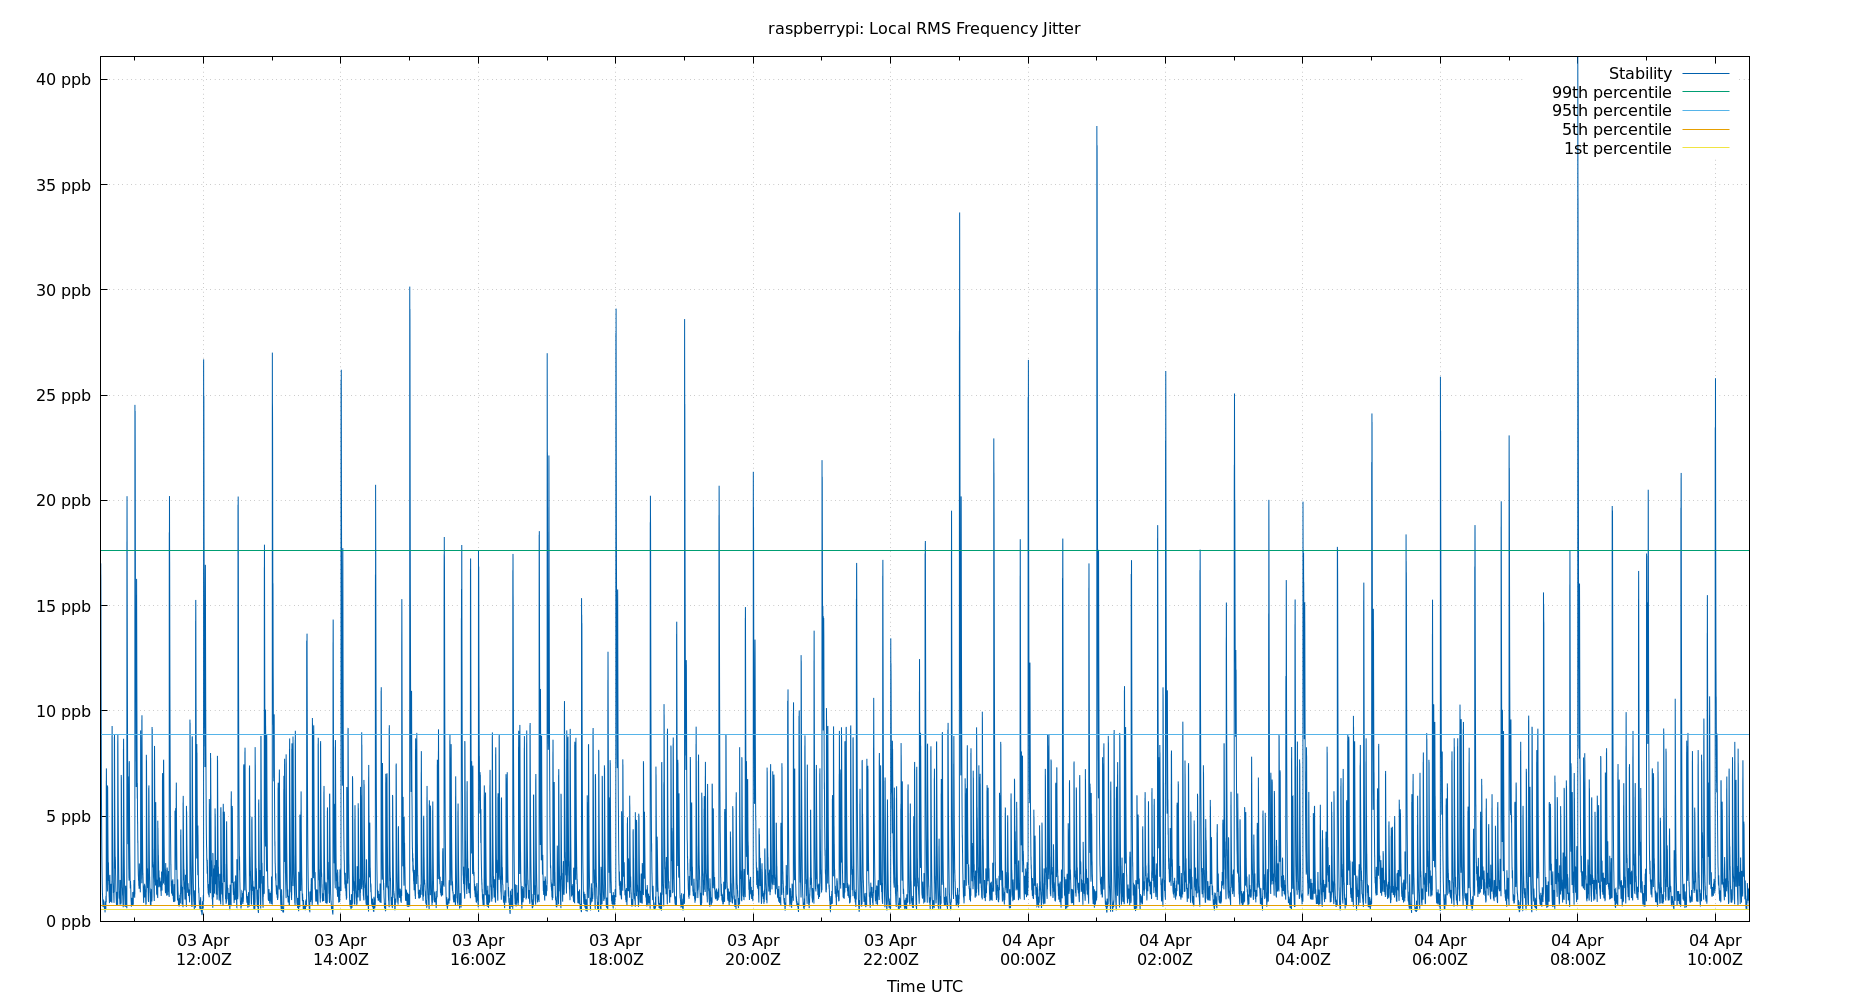 raspberrypi: Local RMS Frequency Jitter
40 ppb
35 ppb
30 ppb
25 ppb
20 ppb
15 ppb
10 ppb
5 ppb
0 ppb
Stability
99th percentile
95th percentile
5th percentile
1st percentile
03 Apr
12:00Z
03 Apr
14:00Z
03 Apr
16:00Z
03 Apr
18:00Z
03 Apr
20:00Z
03 Apr
22:00Z
04 Apr
00:00Z
04 Apr
02:00Z
04 Apr
04:00Z
04 Apr
06:00Z
04 Apr
08:00Z
04 Apr
10:00Z
Time UTC